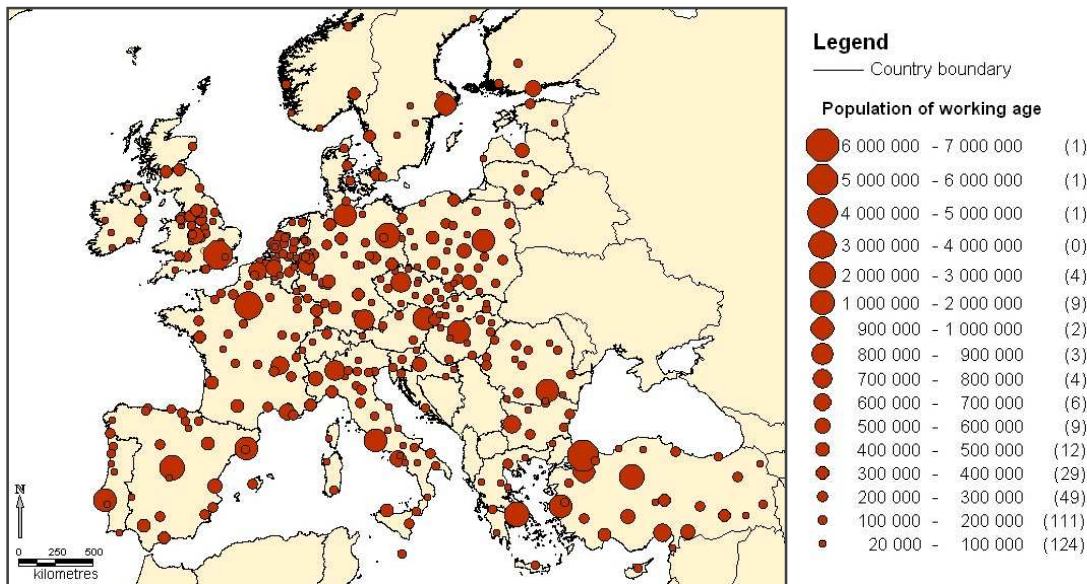 Legend
Country boundary
Population of working age
6 000 000 - 7 000 000 (1)
5 000 000 - 6 000 000 (1)
4 000 000 - 5 000 000 (1)
3 000 000 - 4 000 000 (0)
2 000 000 - 3 000 000 (4)
1 000 000 - 2 000 000 (9)
900 000 - 1 000 000 (2)
800 000 - 900 000 (3)
700 000 - 800 000 (4)
600 000 - 700 000 (6)
500 000 - 600 000 (9)
400 000 - 500 000 (12)
300 000 - 400 000 (29)
200 000 - 300 000 (49)
100 000 - 200 000 (111)
20 000 - 100 000 (124)
N
0 250 500
kilometres